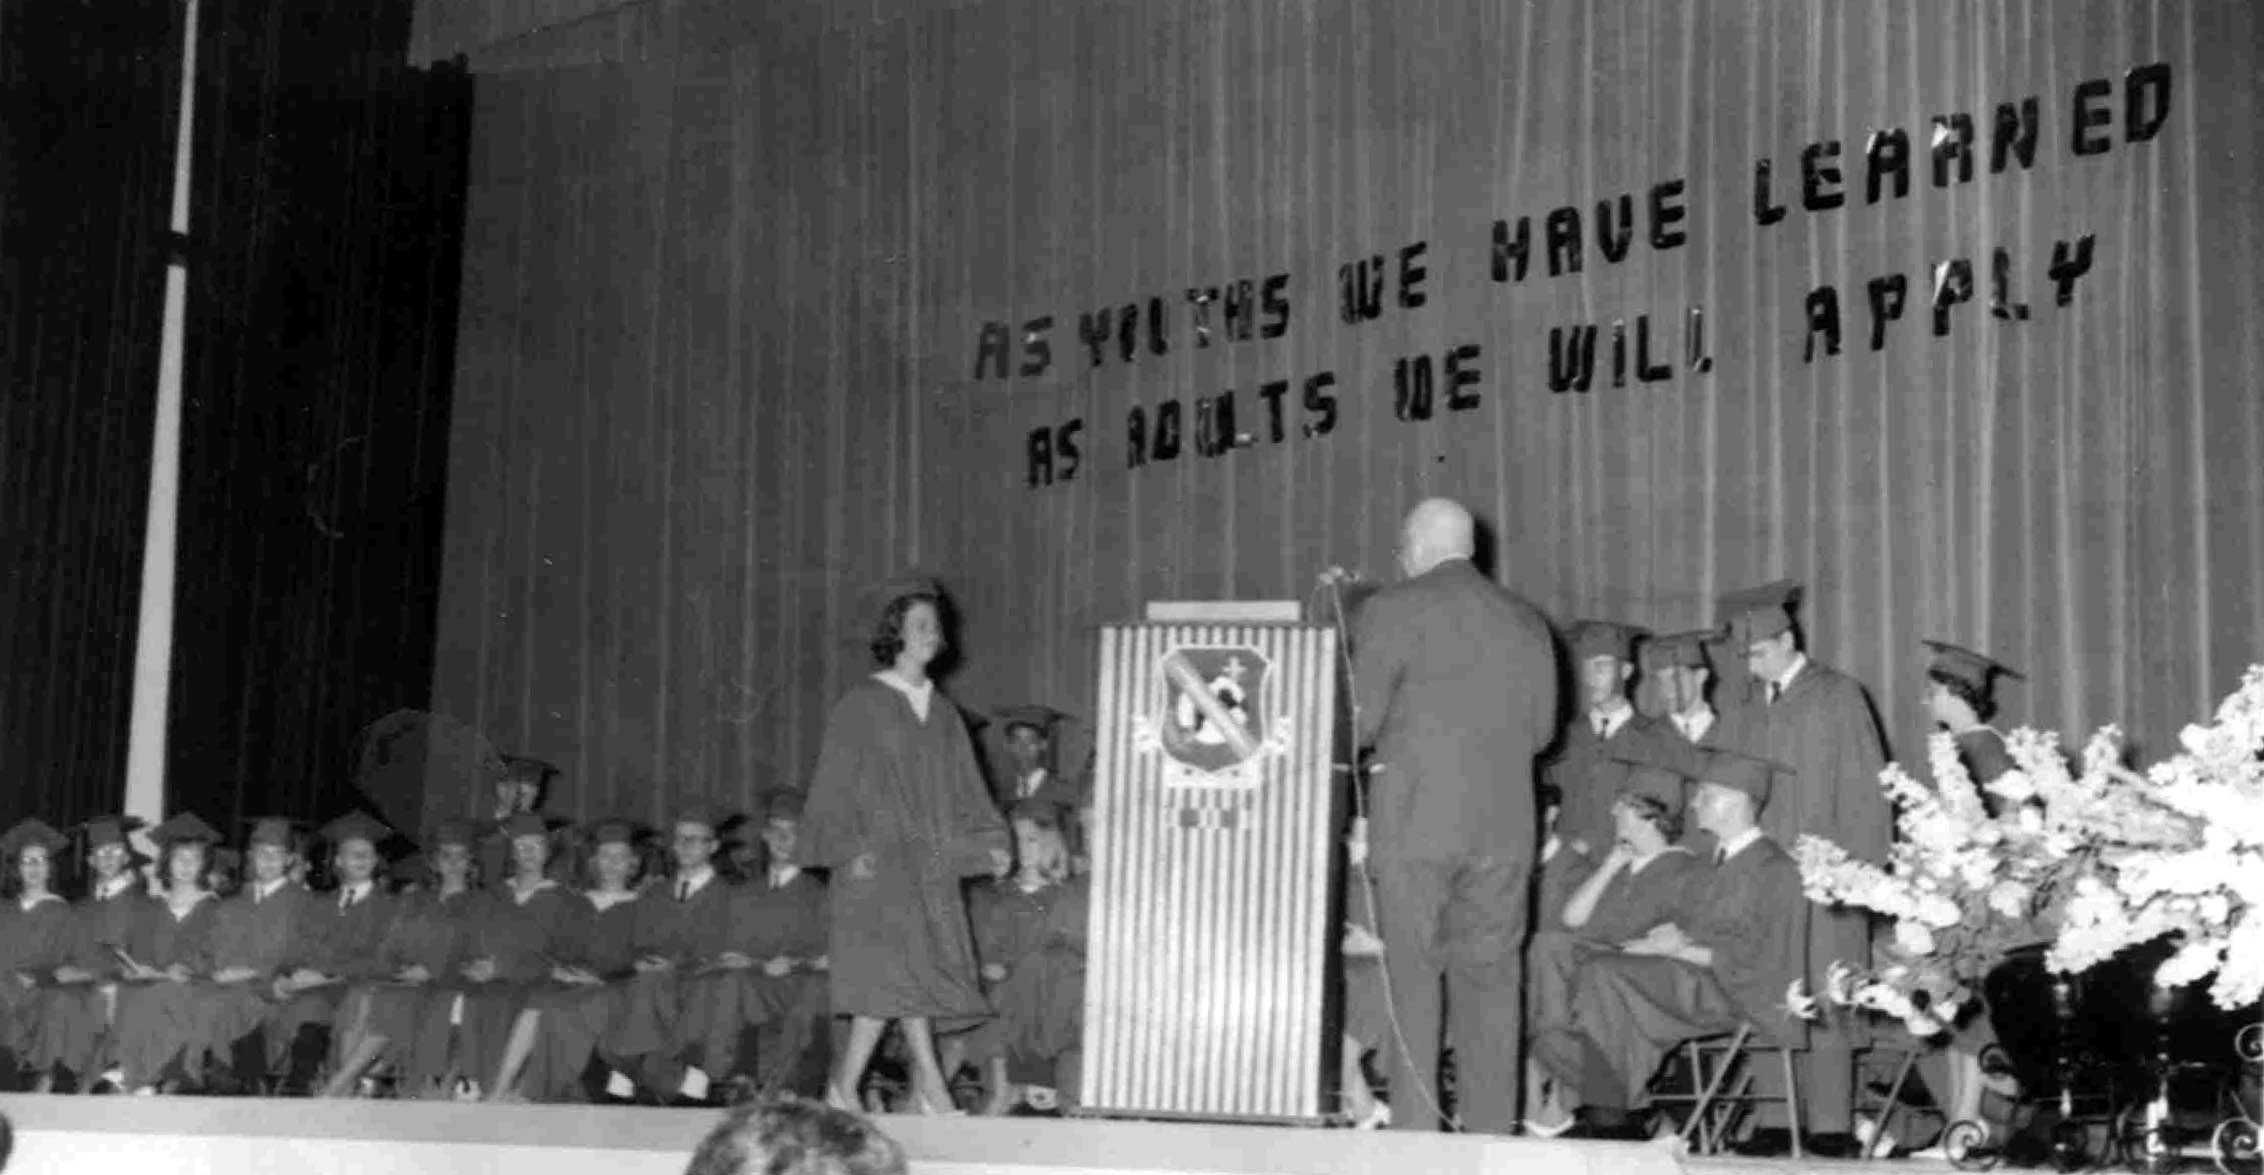 AS YOUTHS WE HAVE LEARNED
AS ADULTS WE WILL APPLY